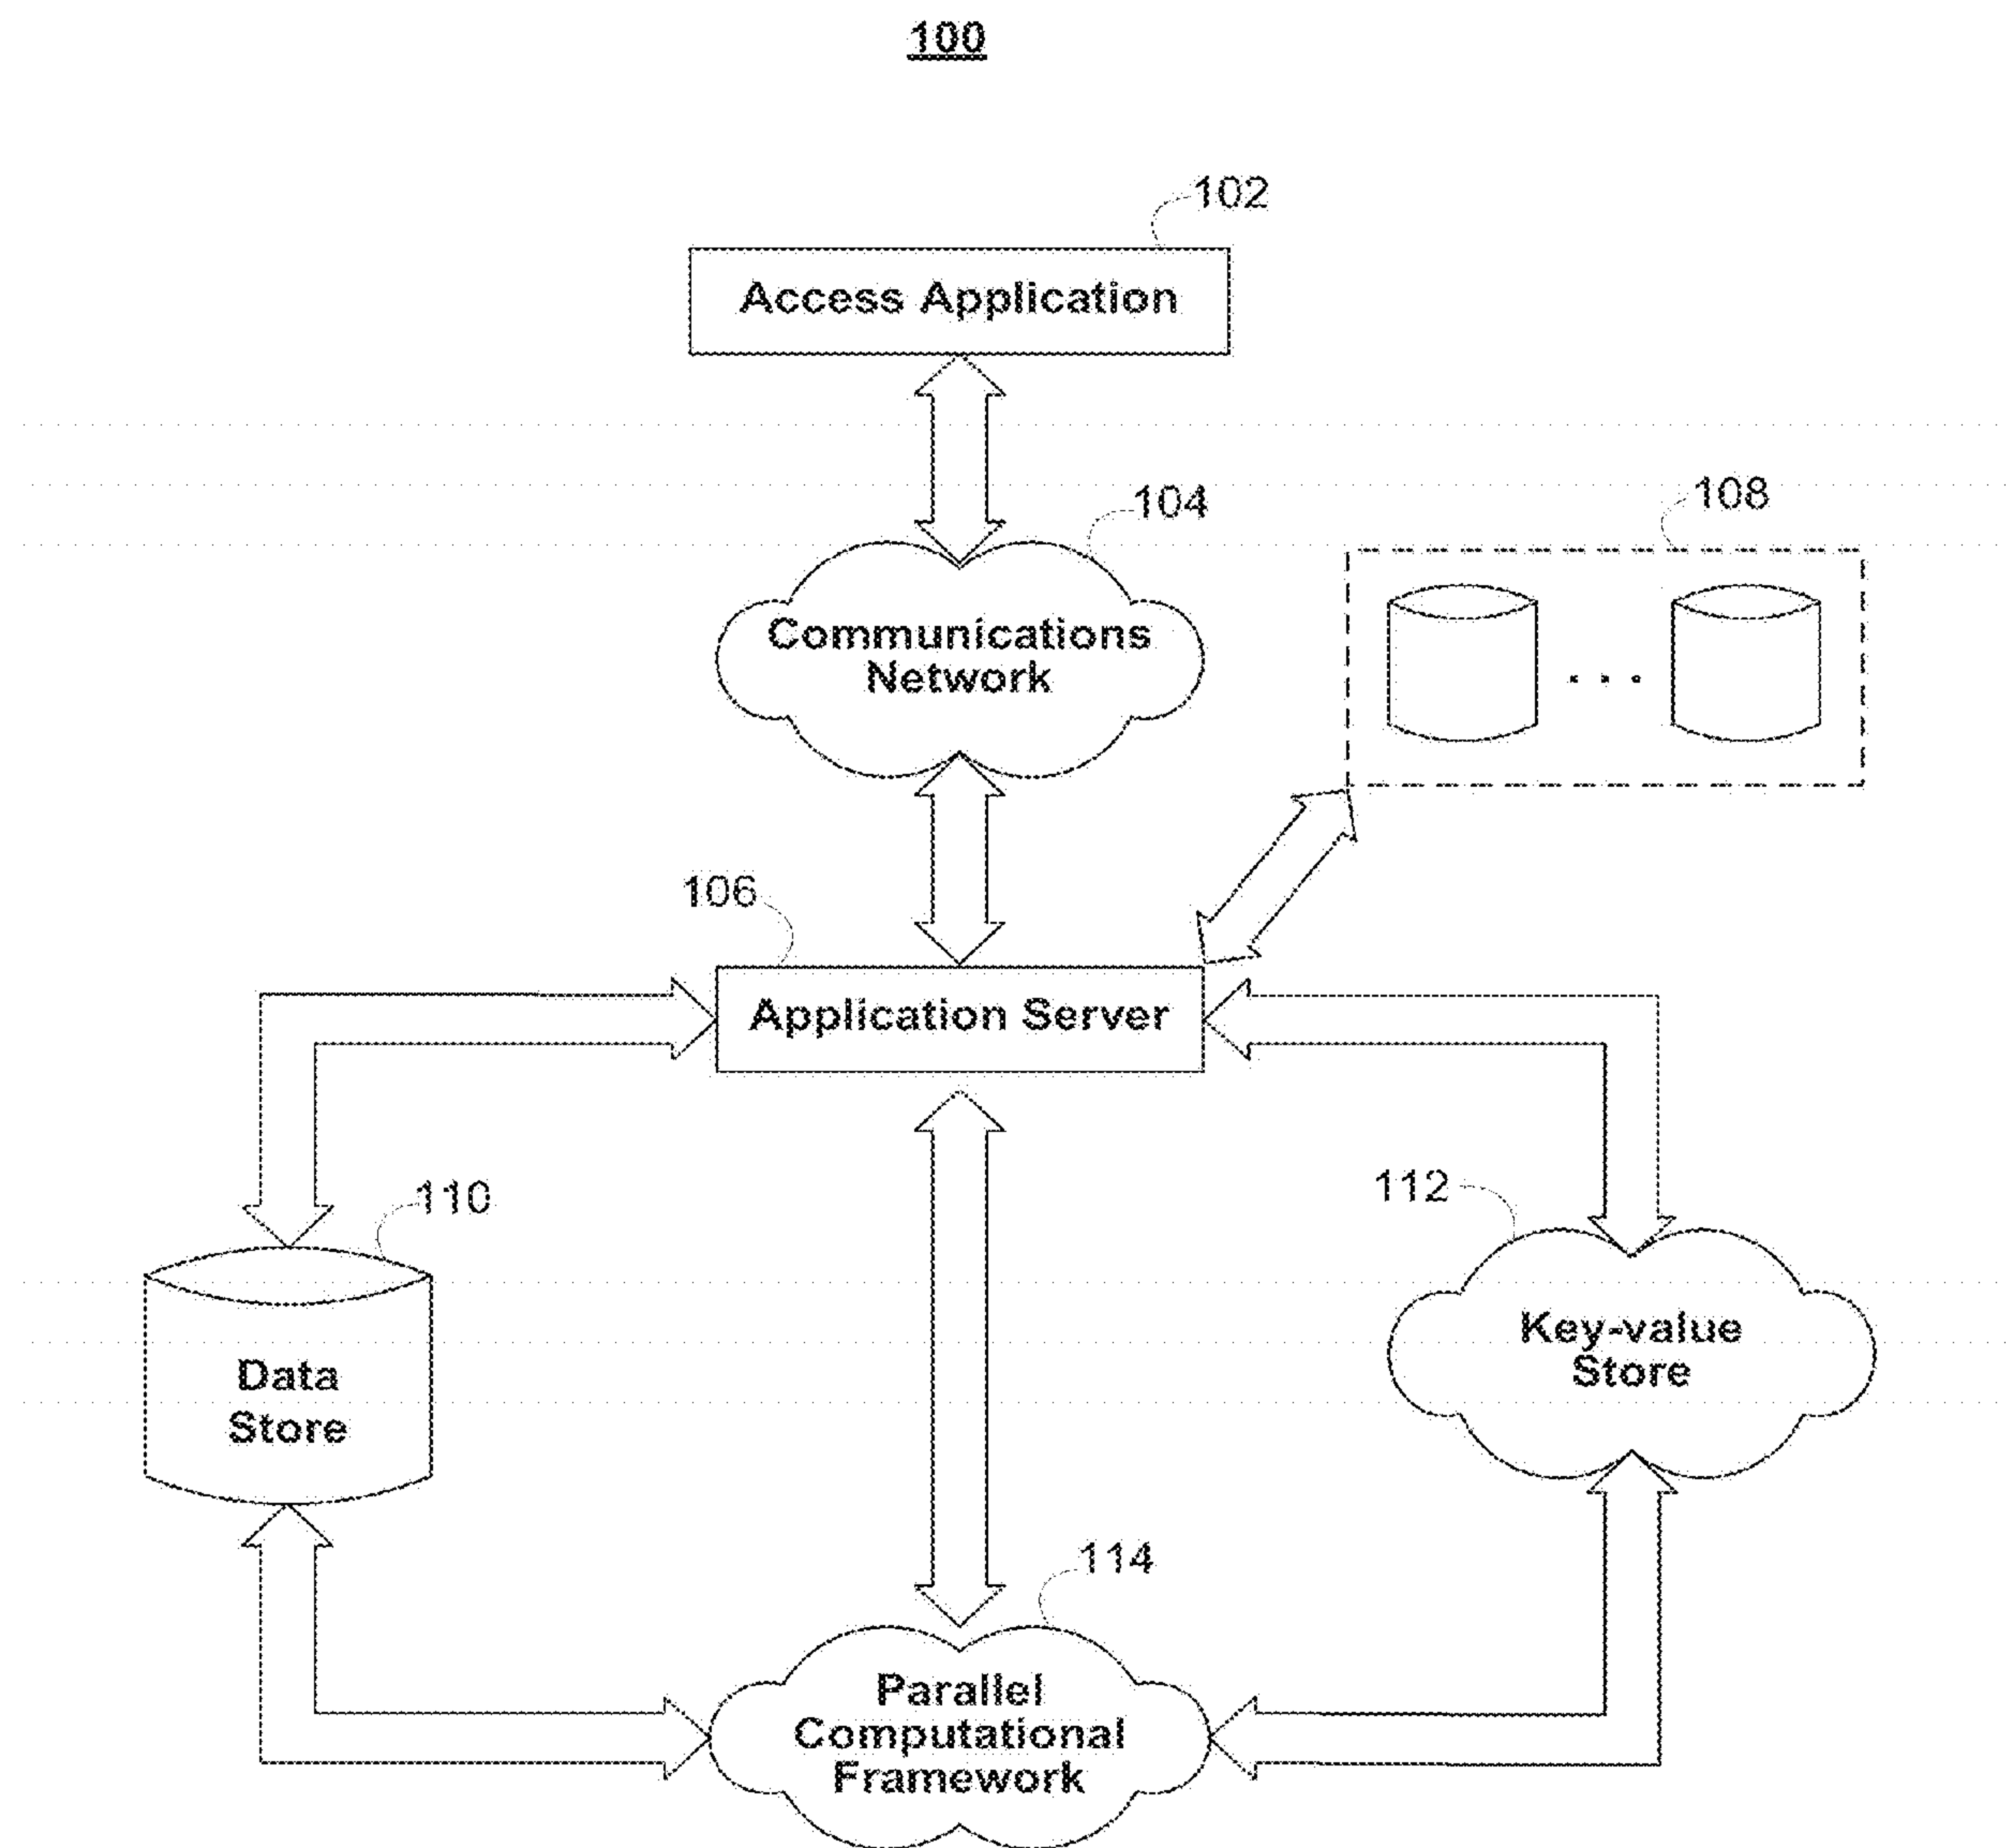 100
102
Access Application
104
108
Communications
Network
. . .
106
Application Server
110
112
Data
Store
Key-value
Store
114
Parallel
Computational
Framework